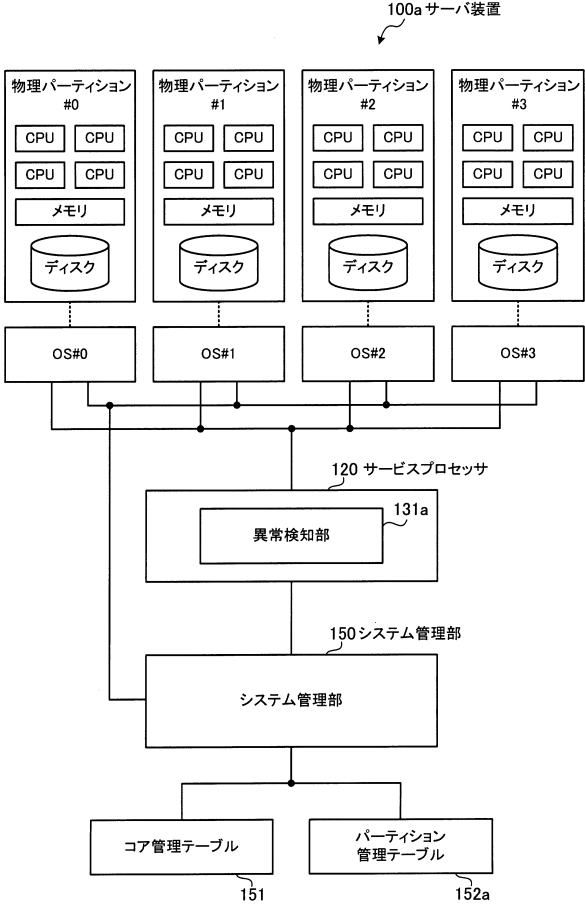 100a サーバ装置
物理パーティション
#0
CPU
CPU
CPU
CPU
メモリ
ディスク
物理パーティション
#1
CPU
CPU
CPU
CPU
メモリ
ディスク
物理パーティション
#2
CPU
CPU
CPU
CPU
メモリ
ディスク
物理パーティション
#3
CPU
CPU
CPU
CPU
メモリ
ディスク
OS#0
OS#1
OS#2
OS#3
120 サービスプロセッサ
131a
異常検知部
150 システム管理部
システム管理部
コア管理テーブル
151
パーティション
管理テーブル
152a